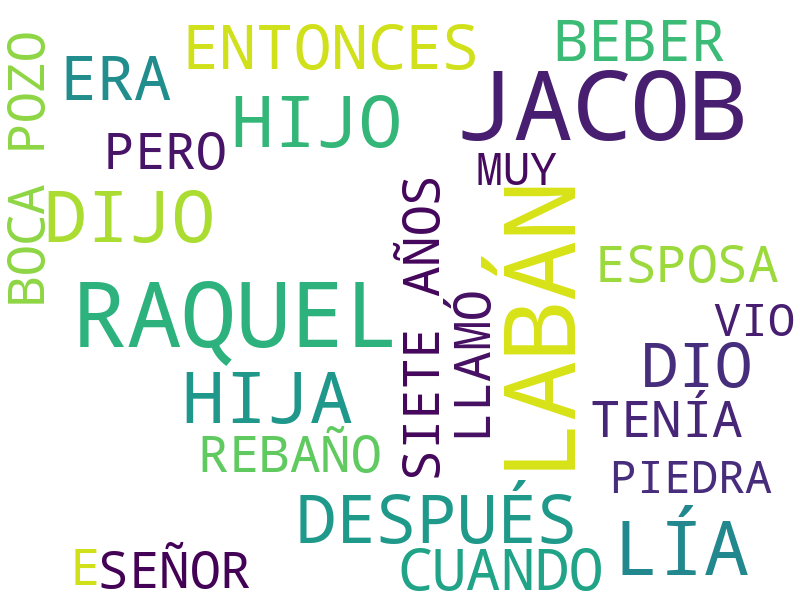 ENTONCES
BEBER
ERA
JACOB
BOCA POZO
HIJO
PERO
MUY
DIJO
SIETE AÑOS
LABÁN
ESPOSA
RAQUEL
LLAMÓ
VIO
DIO
HIJA
TENÍA
REBAÑO
PIEDRA
DESPUÉS
LÍA
E
SEÑOR
CUANDO